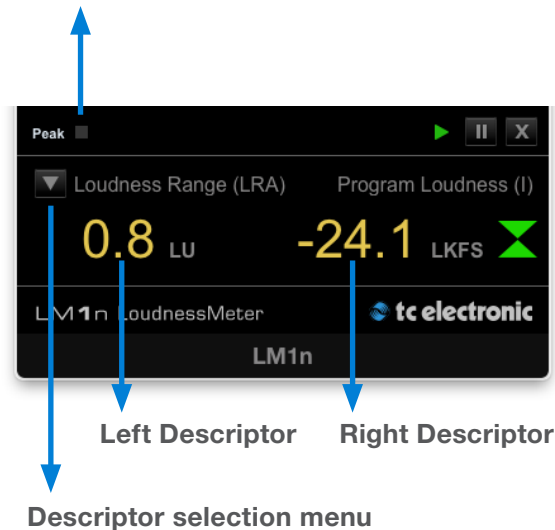 Peak
X
Loudness Range (LRA) Program Loudness (I)
0.8 LU -24.1 LKFS
LM1n LoudnessMeter tc electronic
LM1n
Left Descriptor Right Descriptor
Descriptor selection menu